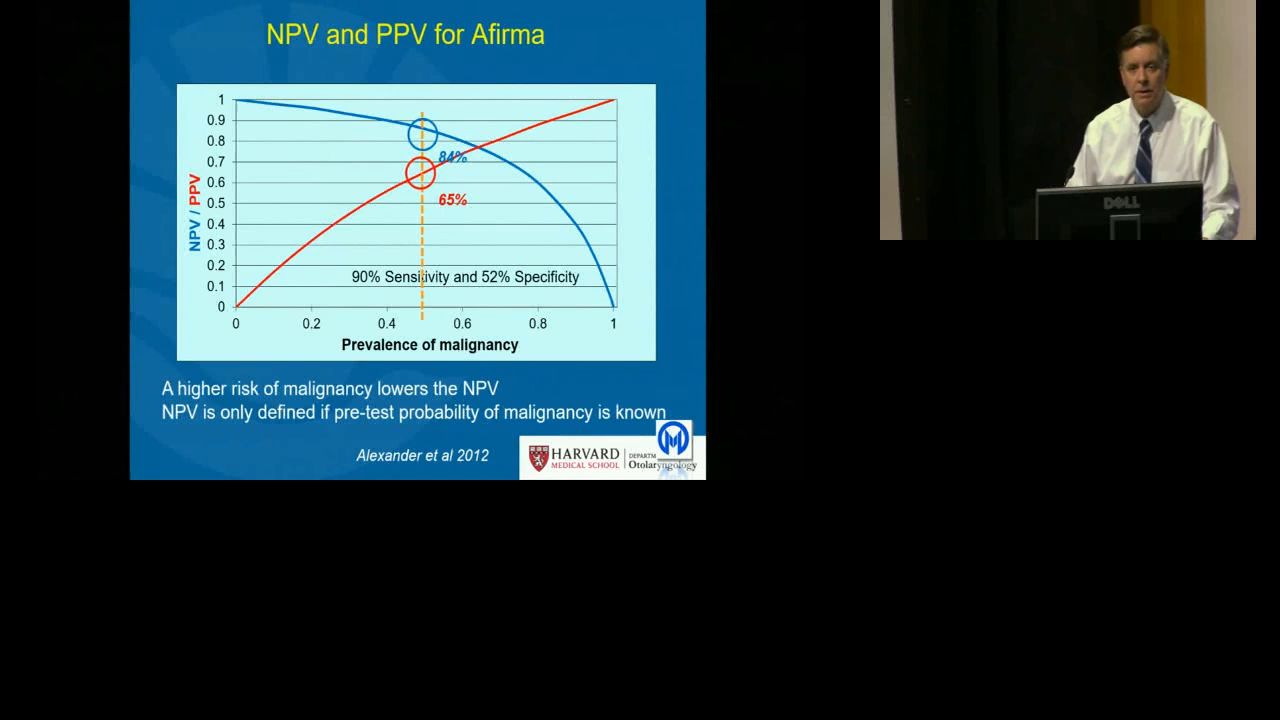 NPV and PPV for Afirma
1
0.9
0.8
0.7
0.6
0.5
0.4
0.3
0.2
0.1
0
NPV / PPV
84%
65%
90% Sensitivity and 52% Specificity
0 0.2 0.4 0.6 0.8 1
Prevalence of malignancy
A higher risk of malignancy lowers the NPV
NPV is only defined if pre-test probability of malignancy is known
Alexander et al 2012
HARVARD
MEDICAL SCHOOL
DEPARTM
Otolaryngology
DELL